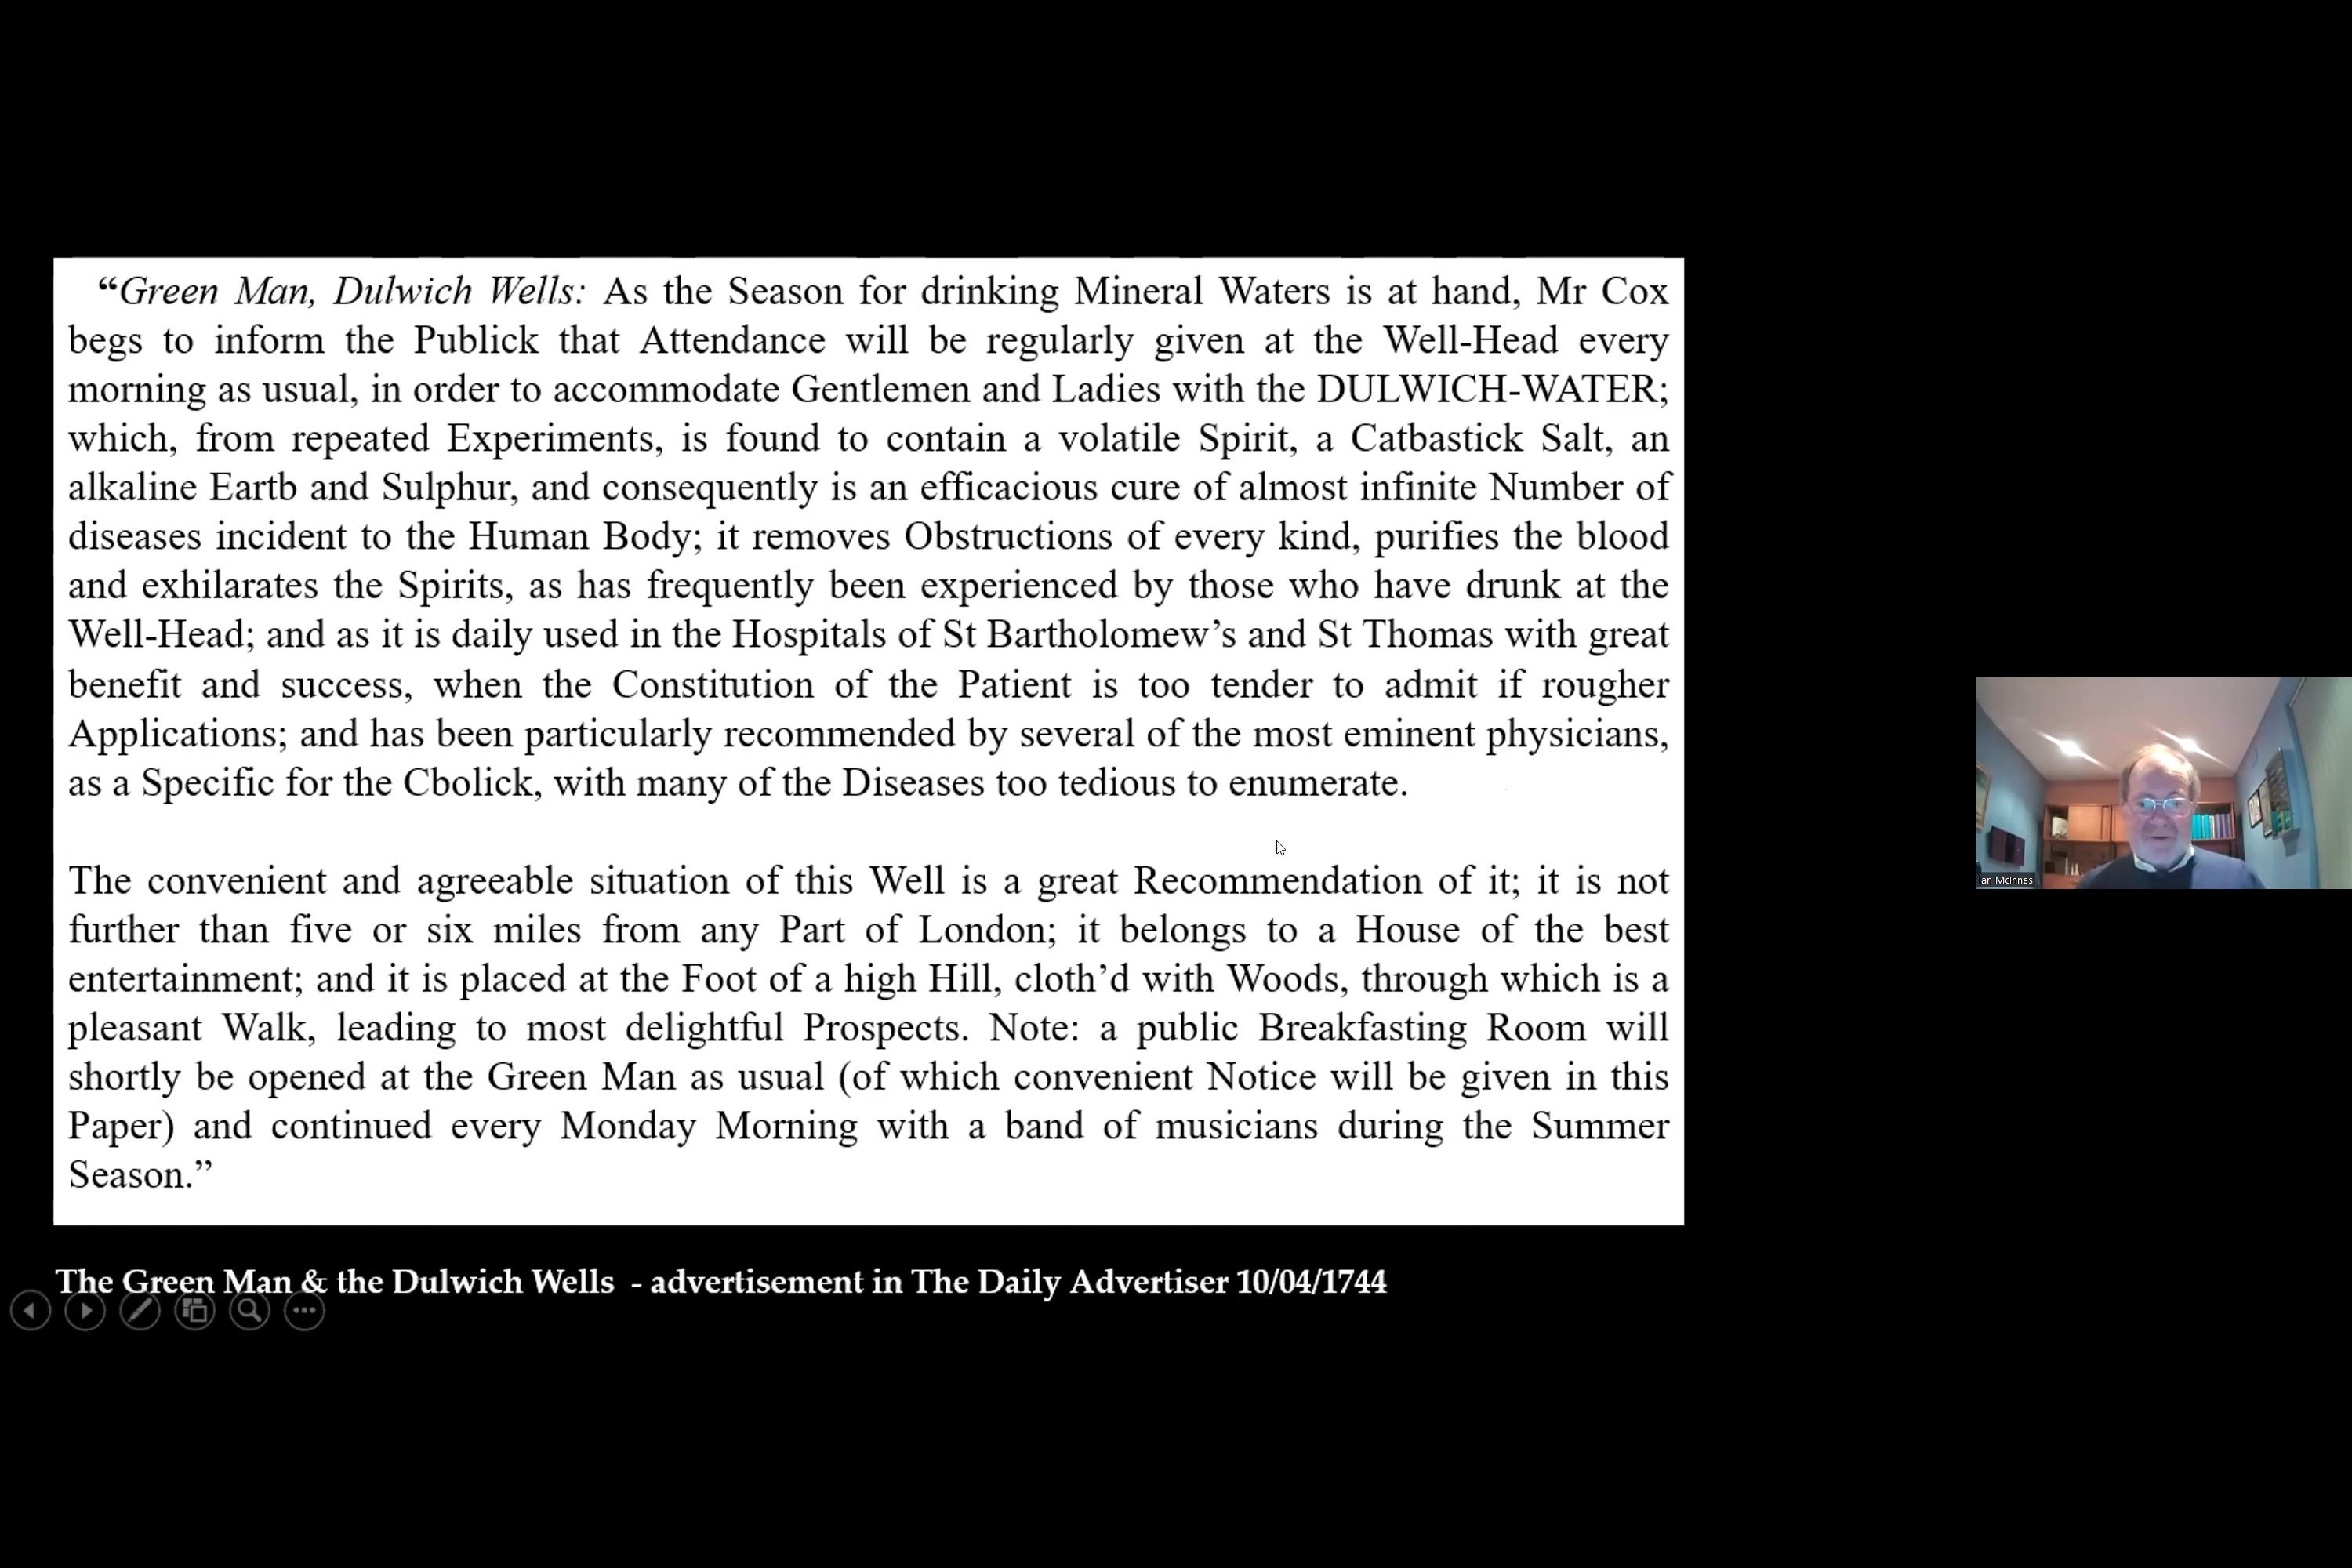 “Green Man, Dulwich Wells: As the Season for drinking Mineral Waters is at hand, Mr Cox
begs to inform the Publick that Attendance will be regularly given at the Well-Head every
morning as usual, in order to accommodate Gentlemen and Ladies with the DULWICH-WATER;
which, from repeated Experiments, is found to contain a volatile Spirit, a Catbastick Salt, an
alkaline Eartb and Sulphur, and consequently is an efficacious cure of almost infinite Number of
diseases incident to the Human Body; it removes Obstructions of every kind, purifies the blood
and exhilarates the Spirits, as has frequently been experienced by those who have drunk at the
Well-Head; and as it is daily used in the Hospitals of St Bartholomew’s and St Thomas with great
benefit and success, when the Constitution of the Patient is too tender to admit if rougher
Applications; and has been particularly recommended by several of the most eminent physicians,
as a Specific for the Cbolick, with many of the Diseases too tedious to enumerate.
The convenient and agreeable situation of this Well is a great Recommendation of it; it is not
further than five or six miles from any Part of London; it belongs to a House of the best
entertainment; and it is placed at the Foot of a high Hill, cloth’d with Woods, through which is a
pleasant Walk, leading to most delightful Prospects. Note: a public Breakfasting Room will
shortly be opened at the Green Man as usual (of which convenient Notice will be given in this
Paper) and continued every Monday Morning with a band of musicians during the Summer
Season.”
The Green Man & the Dulwich Wells - advertisement in The Daily Advertiser 10/04/1744
Ian McInnes